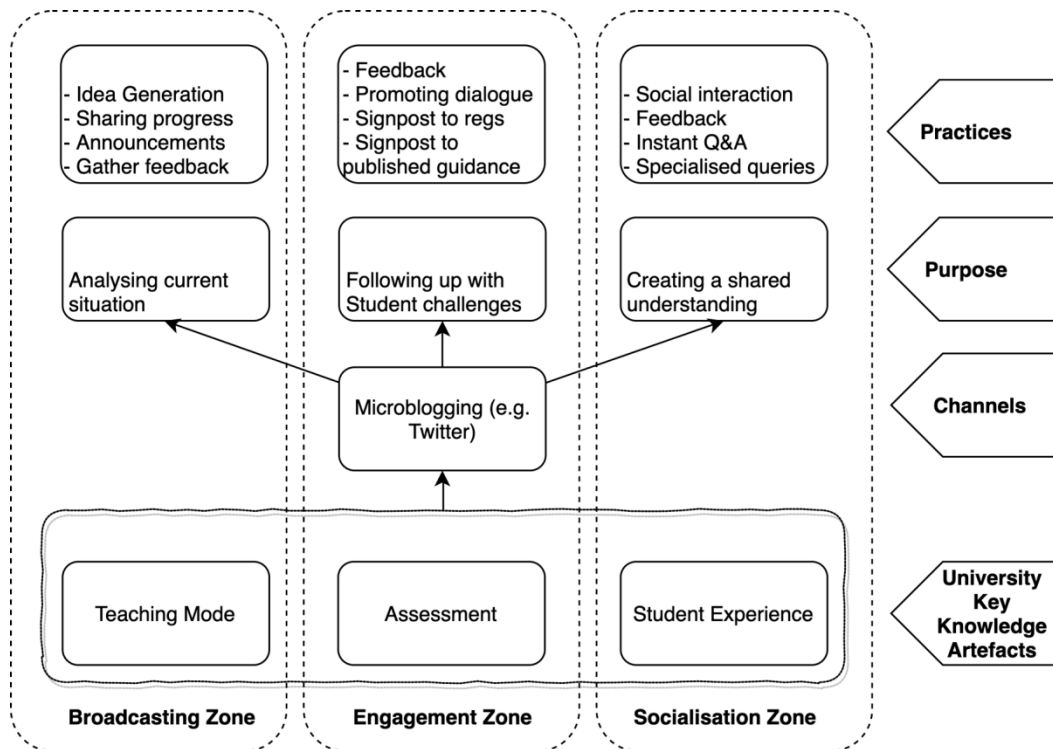 - Idea Generation
- Sharing progress
- Announcements
- Gather feedback
- Feedback
- Promoting dialogue
- Signpost to regs
- Signpost to
published guidance
- Social interaction
- Feedback
- Instant Q&A
- Specialised queries
Practices
Analysing current
situation
Following up with
Student challenges
Creating a shared
understanding
Purpose
Microblogging (e.g.
Twitter)
Channels
Teaching Mode
Assessment
Student Experience
University
Key
Knowledge
Artefacts
Broadcasting Zone
Engagement Zone
Socialisation Zone